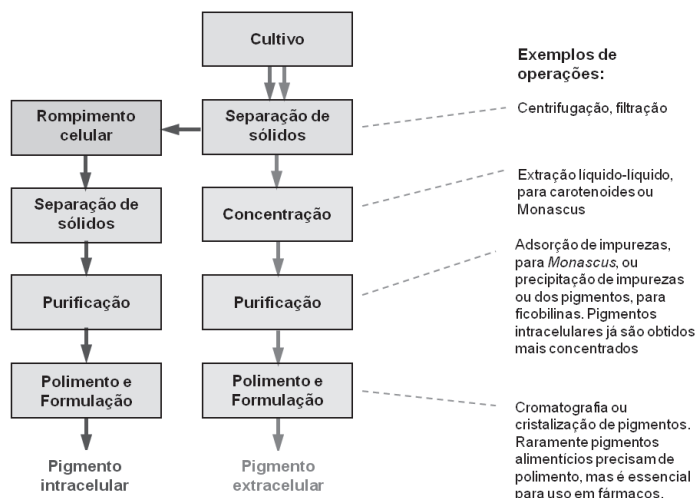 Cultivo
Exemplos de
operações:
Rompimento
celular
Separação de
sólidos
Centrifugação, filtração
Separação de
sólidos
Concentração
Extração líquido-líquido,
para carotenoides ou
Monascus
Purificação
Purificação
Adsorção de impurezas,
para Monascus, ou
precipitação de impurezas
ou dos pigmentos, para
ficobilinas. Pigmentos
intracelulares já são obtidos
mais concentrados
Polimento e
Formulação
Polimento e
Formulação
Cromatografia ou
cristalização de pigmentos.
Raramente pigmentos
alimentícios precisam de
polimento, mas é essencial
para uso em fármacos.
Pigmento
intracelular
Pigmento
extracelular